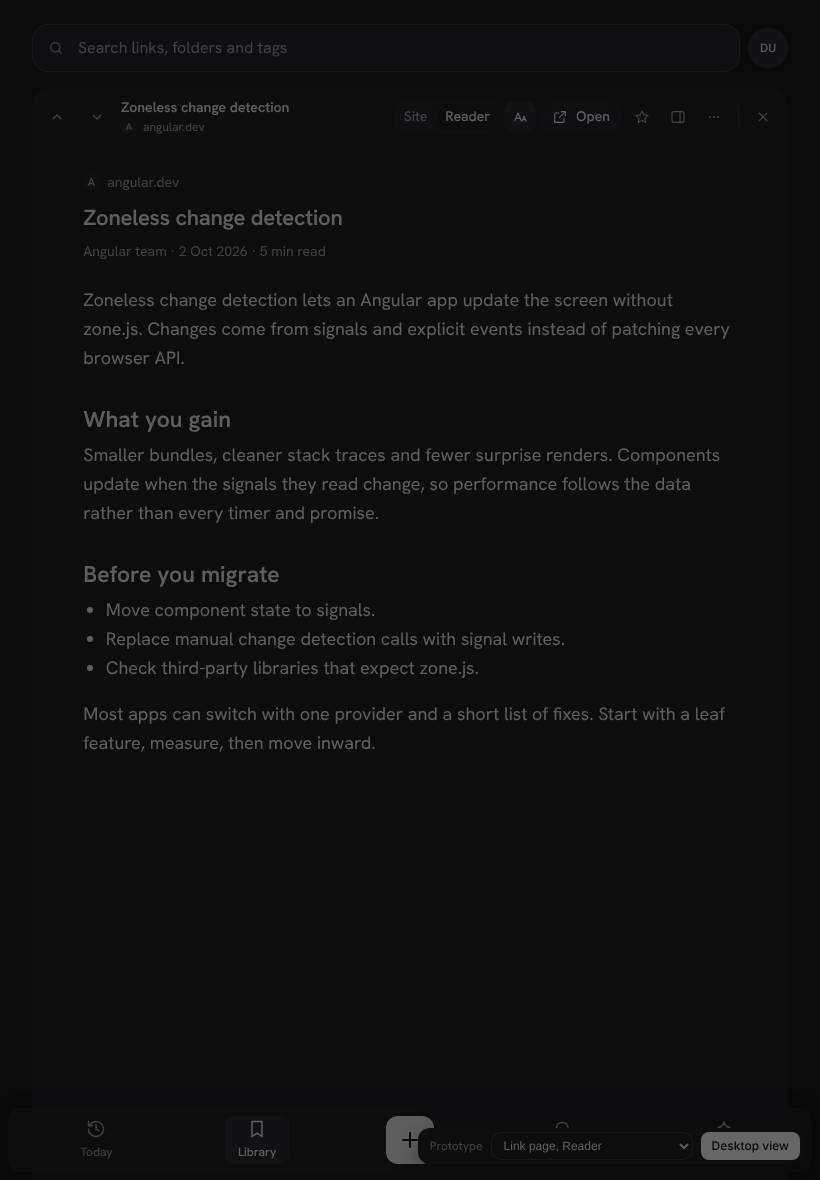 Search links, folders and tags
DU
Zoneless change detection
A angular.dev
Site Reader AA Open
A angular.dev
Zoneless change detection
Angular team · 2 Oct 2026 · 5 min read
Zoneless change detection lets an Angular app update the screen without
zone.js. Changes come from signals and explicit events instead of patching every
browser API.
What you gain
Smaller bundles, cleaner stack traces and fewer surprise renders. Components
update when the signals they read change, so performance follows the data
rather than every timer and promise.
Before you migrate
• Move component state to signals.
• Replace manual change detection calls with signal writes.
• Check third-party libraries that expect zone.js.
Most apps can switch with one provider and a short list of fixes. Start with a leaf
feature, measure, then move inward.
Today
Library
Prototype
Link page, Reader
Desktop view